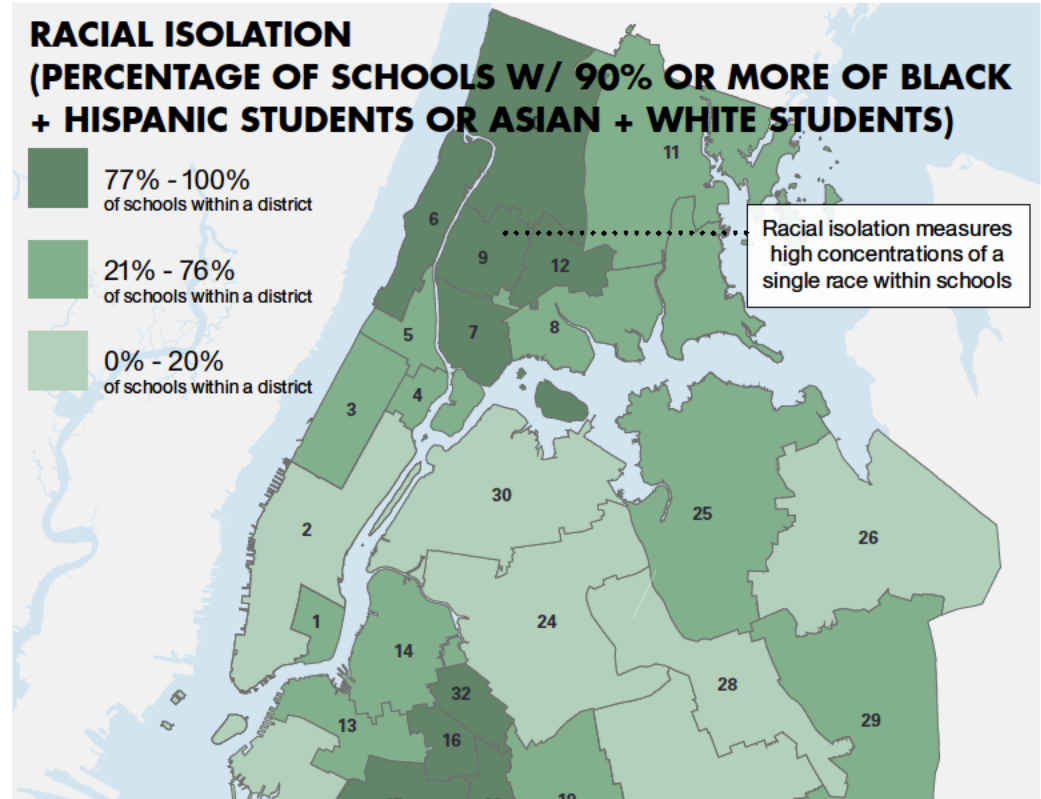 RACIAL ISOLATION
(PERCENTAGE OF SCHOOLS W/ 90% OR MORE OF BLACK
+ HISPANIC STUDENTS OR ASIAN + WHITE STUDENTS)
77% - 100%
of schools within a district
21% - 76%
of schools within a district
0% - 20%
of schools within a district
Racial isolation measures
high concentrations of a
single race within schools
11
6
9
12
5
7
8
3
4
30
2
25
26
1
14
24
32
28
13
16
29